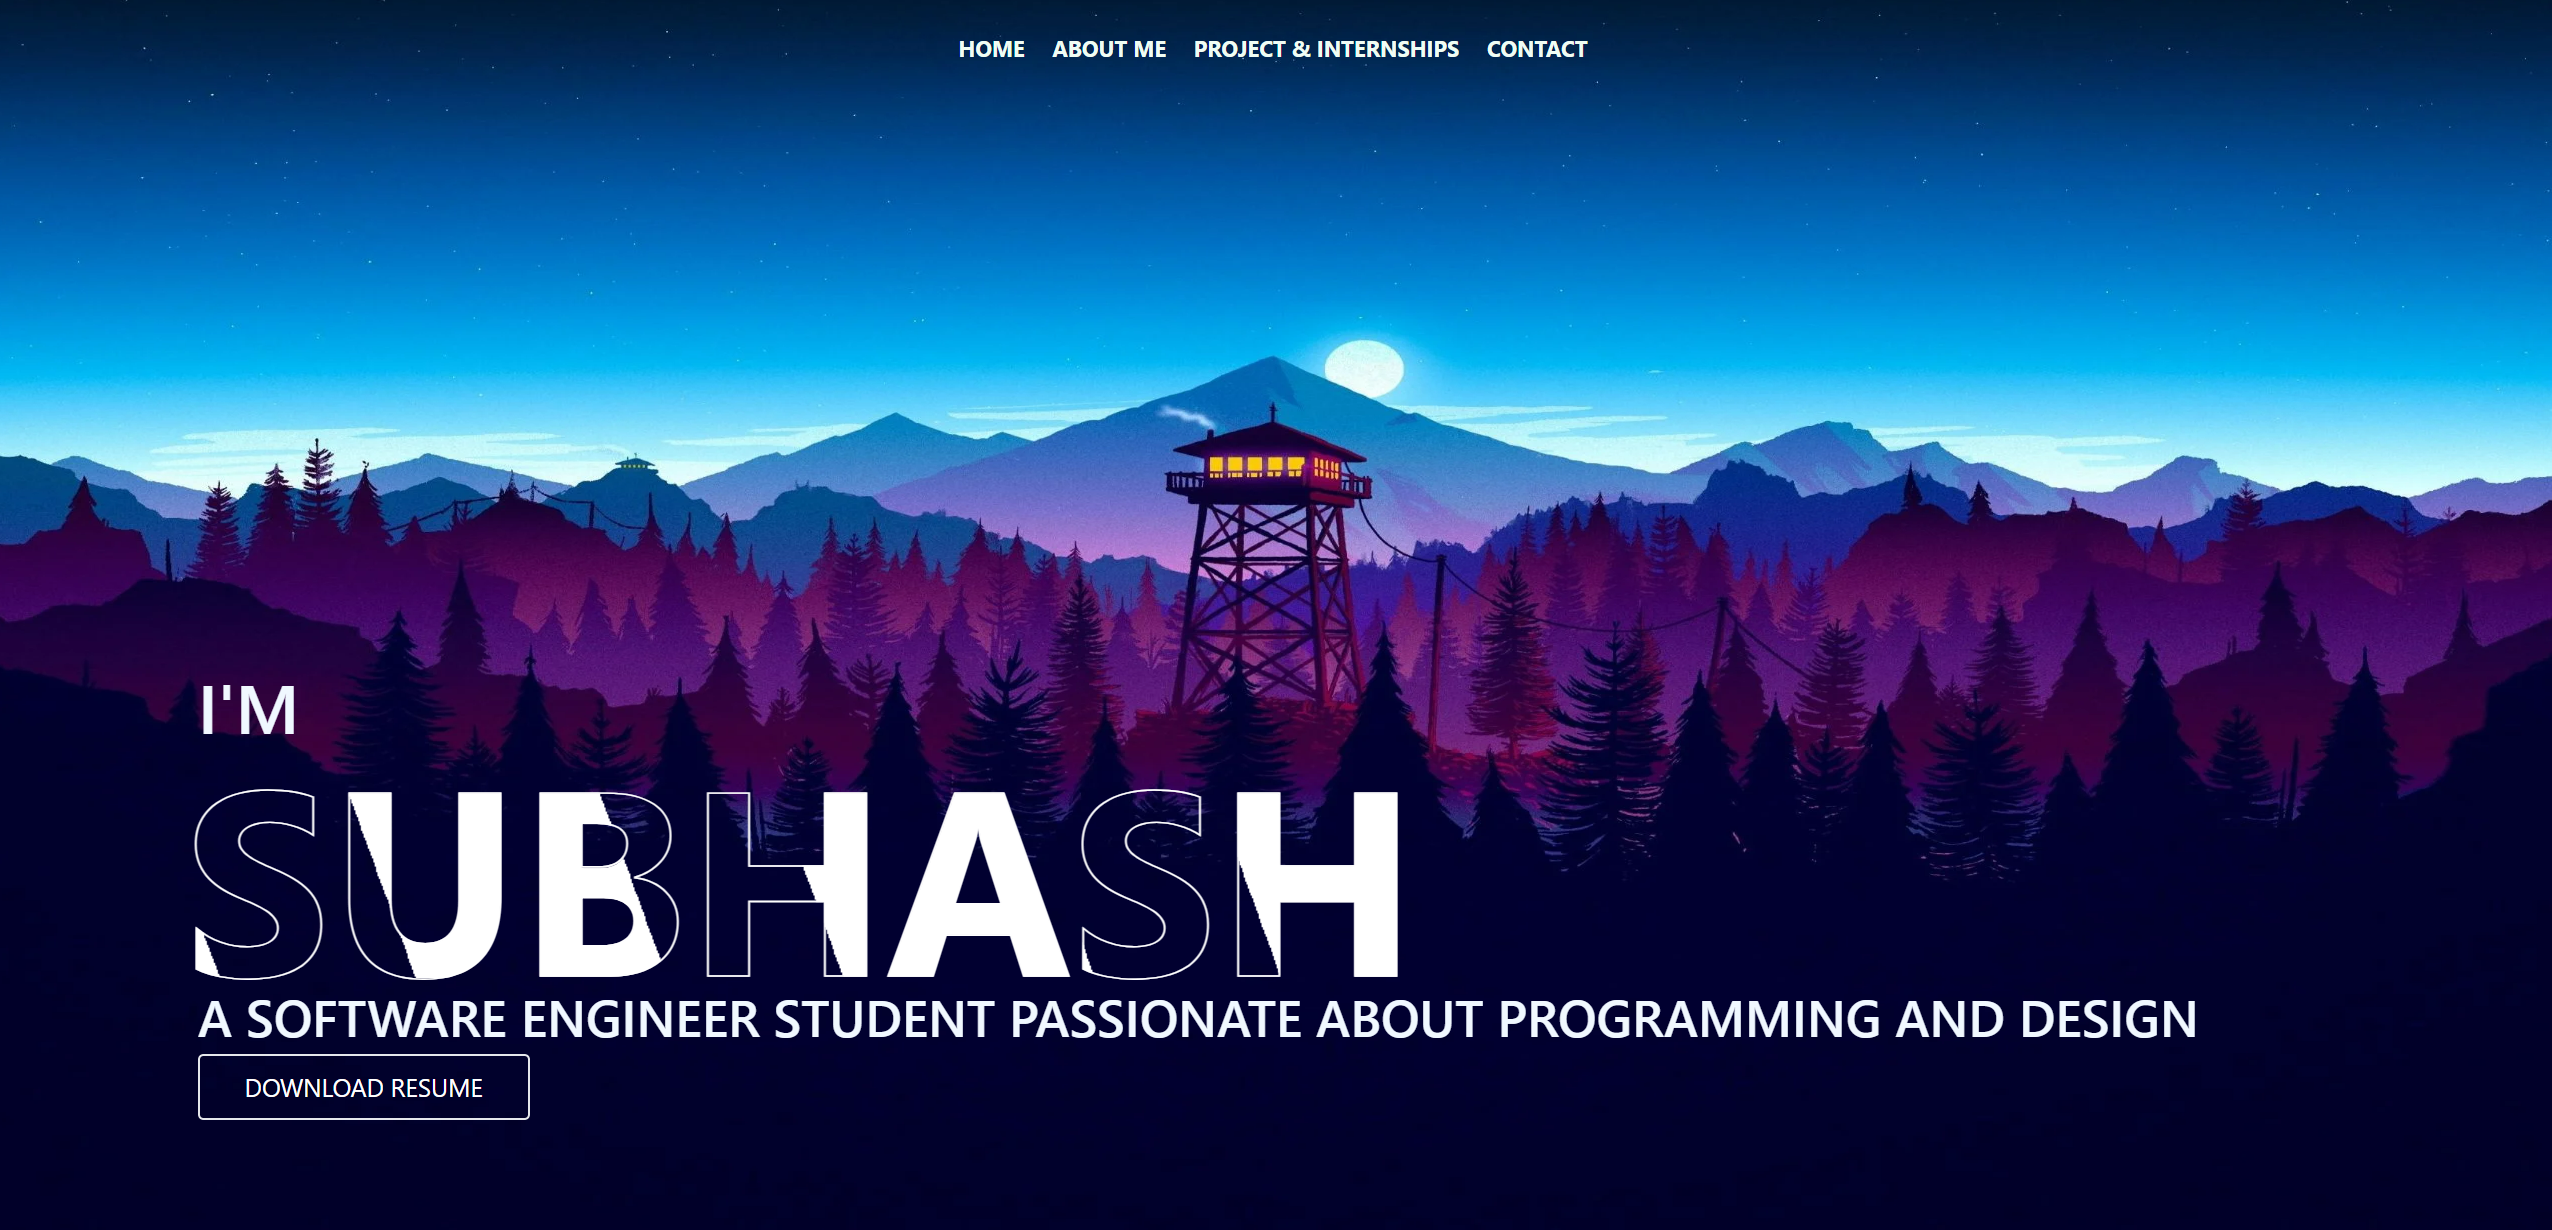 HOME ABOUT ME PROJECT & INTERNSHIPS CONTACT
I'M
SUBHASH
A SOFTWARE ENGINEER STUDENT PASSIONATE ABOUT PROGRAMMING AND DESIGN
DOWNLOAD RESUME